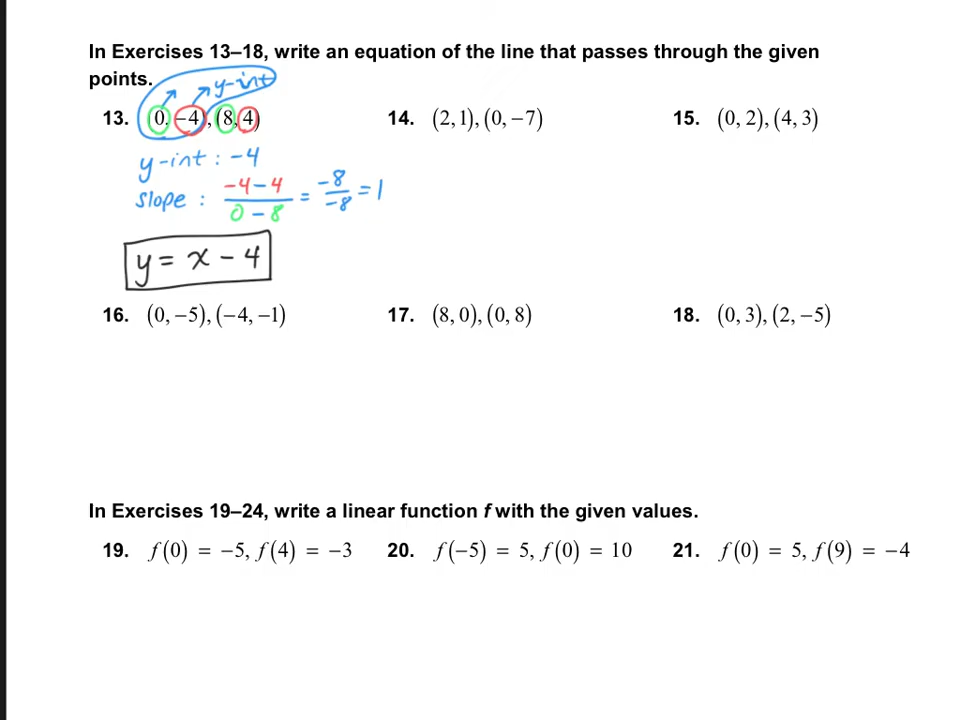 In Exercises 13–18, write an equation of the line that passes through the given
points.
y-int
13. (0, −4), (8, 4)
14. (2, 1), (0, −7)
15. (0, 2), (4, 3)
y-int : -4
slope : -4-4 / 0-8 = -8/-8 = 1
y = x - 4
16. (0, −5), (−4, −1)
17. (8, 0), (0, 8)
18. (0, 3), (2, −5)
In Exercises 19–24, write a linear function f with the given values.
19. f(0) = −5, f(4) = −3
20. f(−5) = 5, f(0) = 10
21. f(0) = 5, f(9) = −4